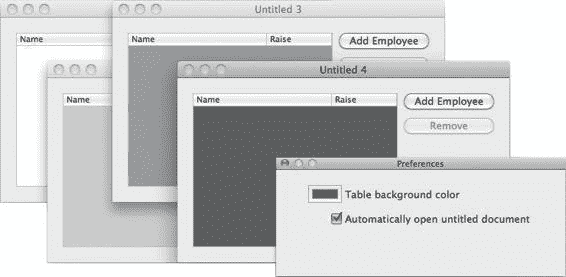 Untitled 3
Name Raise Add Employee
Name
Untitled 4
Name
Name Raise Add Employee
Remove
Preferences
Table background color
Automatically open untitled document